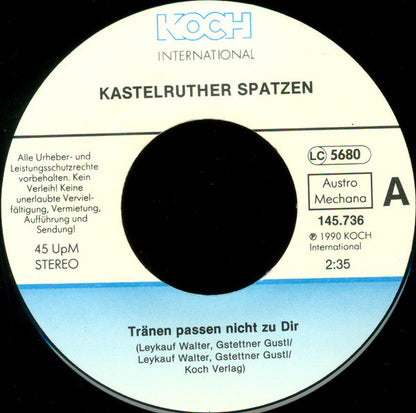 KOCH
INTERNATIONAL
KASTELRUTHER SPATZEN
Alle Urheber- und
Leistungsschutzrechte
vorbehalten. Kein
Verleih! Keine
unerlaubte Verviel-
fältigung, Vermietung,
Aufführung und
Sendung!
45 UpM
STEREO
LC 5680
Austro
Mechana
A
145.736
℗ 1990 KOCH
International
2:35
Tränen passen nicht zu Dir
(Leykauf Walter, Gstettner Gustl/
Leykauf Walter, Gstettner Gustl/
Koch Verlag)